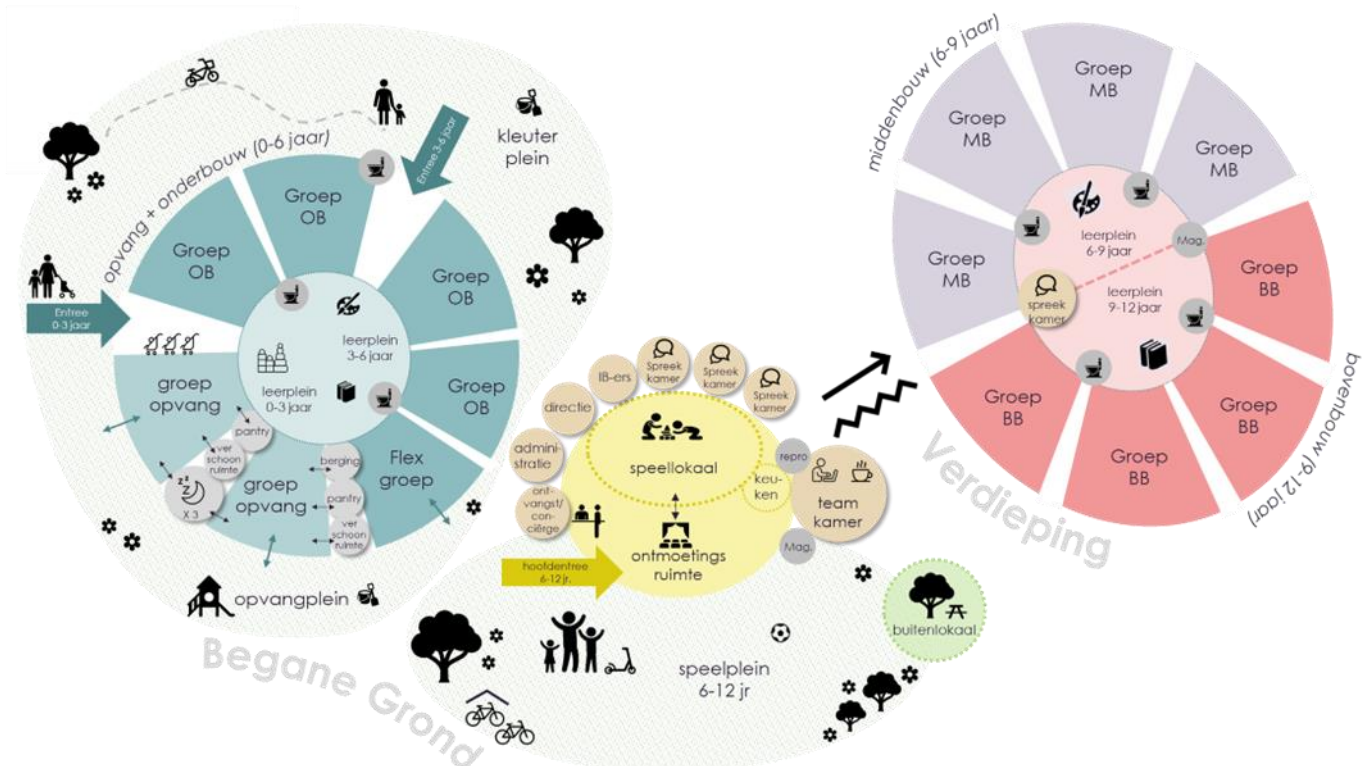 opvang + onderbouw (0-6 jaar)
Entree 3-6 jaar
kleuter
plein
Groep
OB
Groep
OB
Groep
OB
Groep
OB
Entree
0-3 jaar
leerplein
3-6 jaar
leerplein
0-3 jaar
groep
opvang
pantry
ver
schoon
ruimte
z z z
X 3
groep
opvang
berging
pantry
ver
schoon
ruimte
Flex
groep
opvangplein
Begane Grond
IB-ers
Spreek
kamer
Spreek
kamer
Spreek
kamer
directie
admini-
stratie
ont-
vangst/
con-
ciërge
speellokaal
repro
keu-
ken
team
kamer
Mag.
ontmoetings
ruimte
hoofdentree
6-12 jr.
speelplein
6-12 jr
buitenlokaal
middenbouw (6-9 jaar)
Groep
MB
Groep
MB
Groep
MB
Groep
MB
leerplein
6-9 jaar
Mag.
spreek
kamer
leerplein
9-12 jaar
Groep
BB
Groep
BB
Groep
BB
Groep
BB
bovenbouw (9-12 jaar)
Verdieping